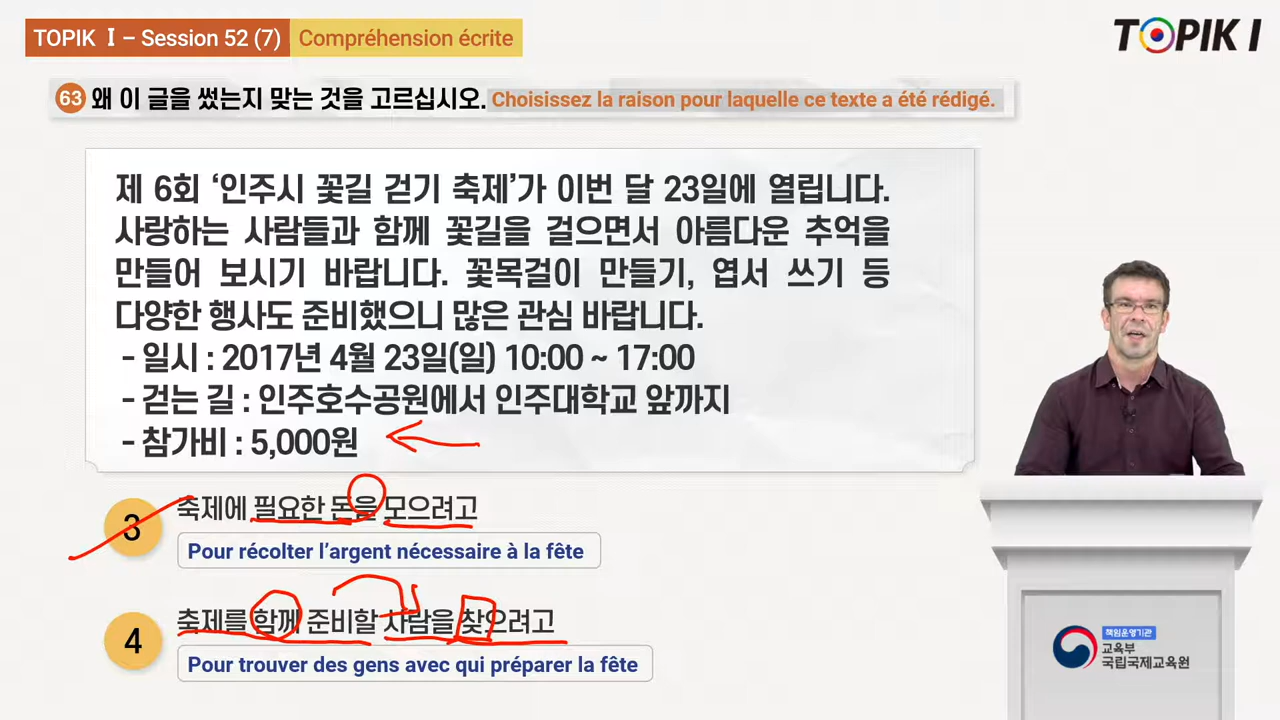 TOPIK Ⅰ – Session 52 (7) Compréhension écrite
TOPIK I
63 왜 이 글을 썼는지 맞는 것을 고르십시오. Choisissez la raison pour laquelle ce texte a été rédigé.
제 6회 ‘인주시 꽃길 걷기 축제’가 이번 달 23일에 열립니다.
사랑하는 사람들과 함께 꽃길을 걸으면서 아름다운 추억을
만들어 보시기 바랍니다. 꽃목걸이 만들기, 엽서 쓰기 등
다양한 행사도 준비했으니 많은 관심 바랍니다.
- 일시 : 2017년 4월 23일(일) 10:00 ~ 17:00
- 걷는 길 : 인주호수공원에서 인주대학교 앞까지
- 참가비 : 5,000원
3 축제에 필요한 돈을 모으려고
Pour récolter l’argent nécessaire à la fête
4 축제를 함께 준비할 사람을 찾으려고
Pour trouver des gens avec qui préparer la fête
책임운영기관
교육부
국립국제교육원